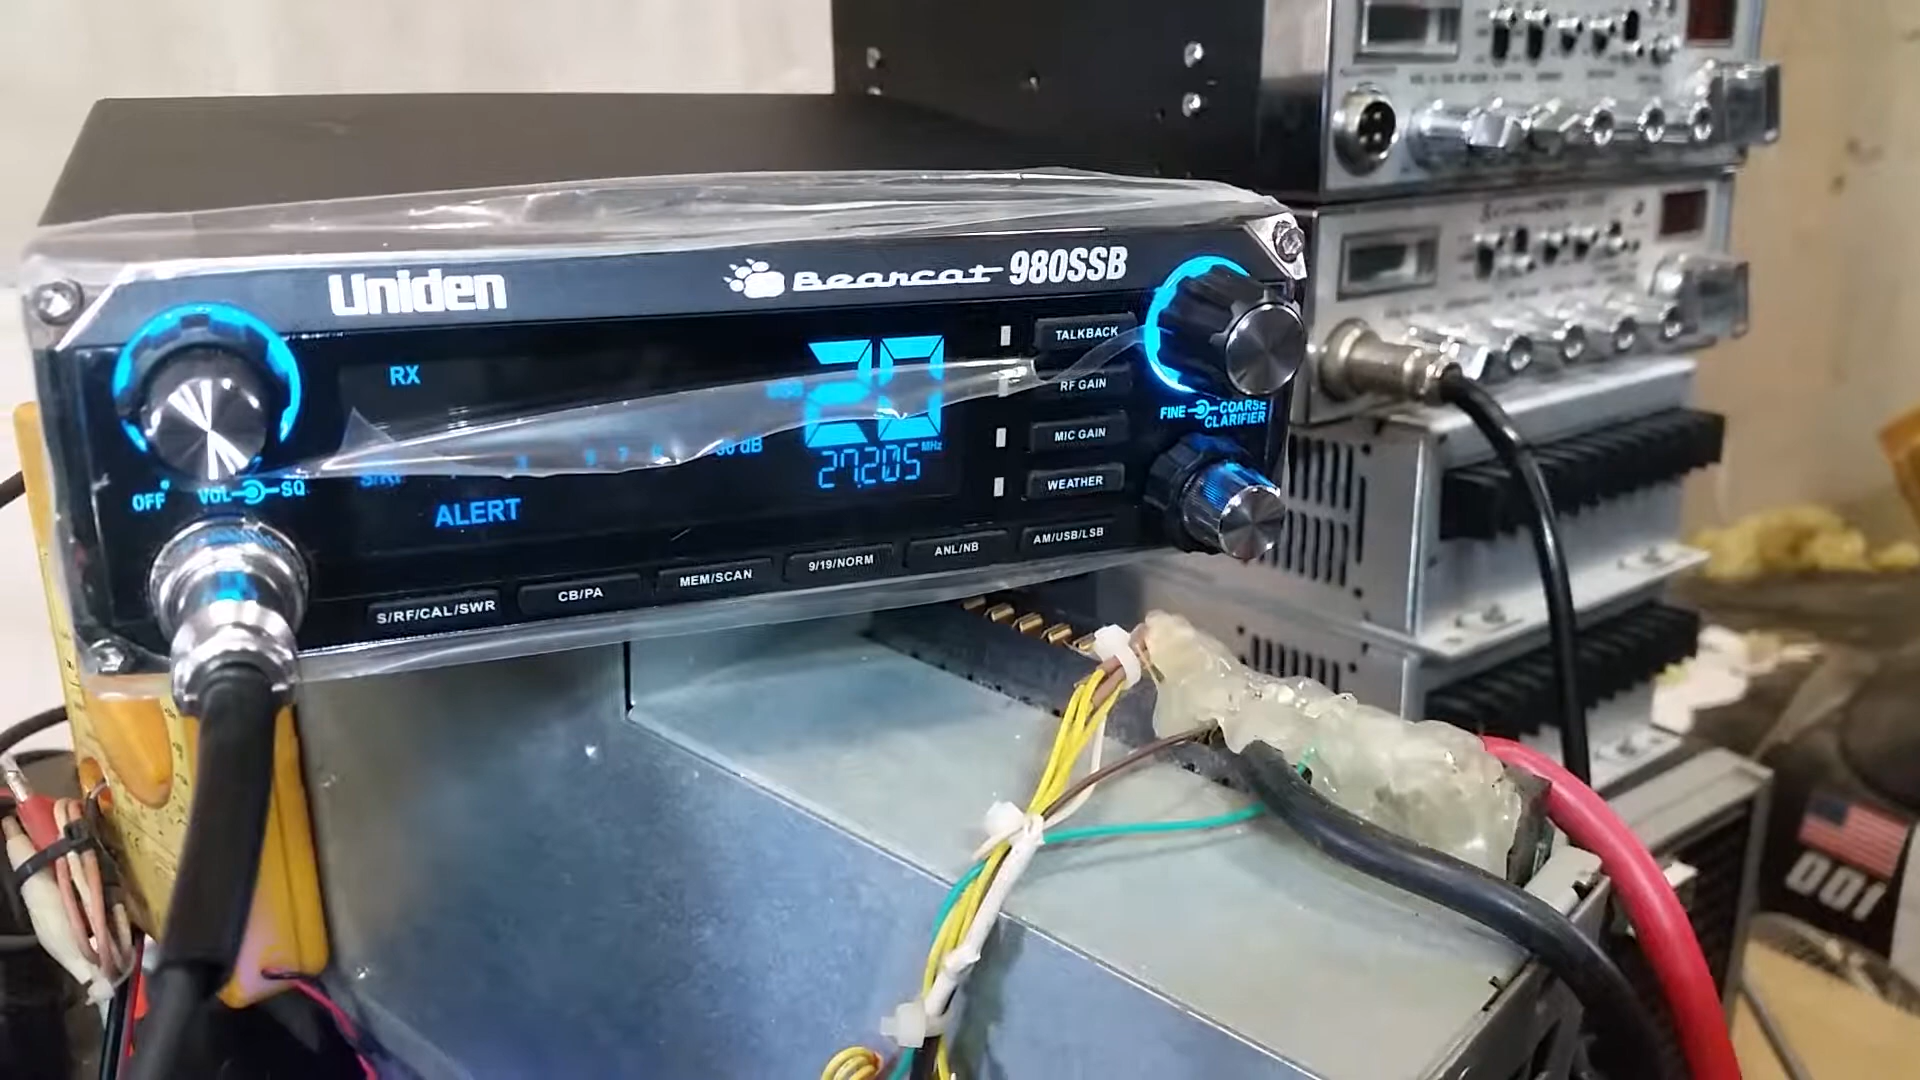 Uniden
Bearcat 980SSB
TALKBACK
RX
20
RF GAIN
FINE COARSE
CLARIFIER
MIC GAIN
30 dB
27.205 MHz
S/RF
WEATHER
OFF VOL SQ
ALERT
AM/USB/LSB
ANL/NB
9/19/NORM
MEM/SCAN
CB/PA
S/RF/CAL/SWR
001